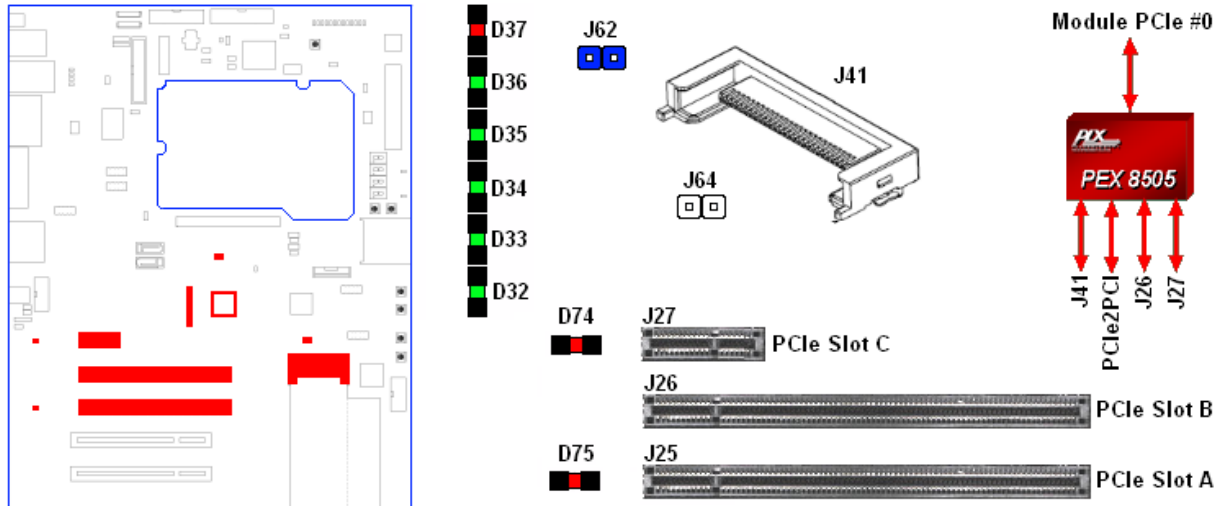 D37
D36
D35
D34
D33
D32
J62
J41
J64
D74
J27
PCIe Slot C
J26
PCIe Slot B
D75
J25
PCIe Slot A
Module PCIe #0
PLX
PEX 8505
J41
PCIe2PCI
J26
J27